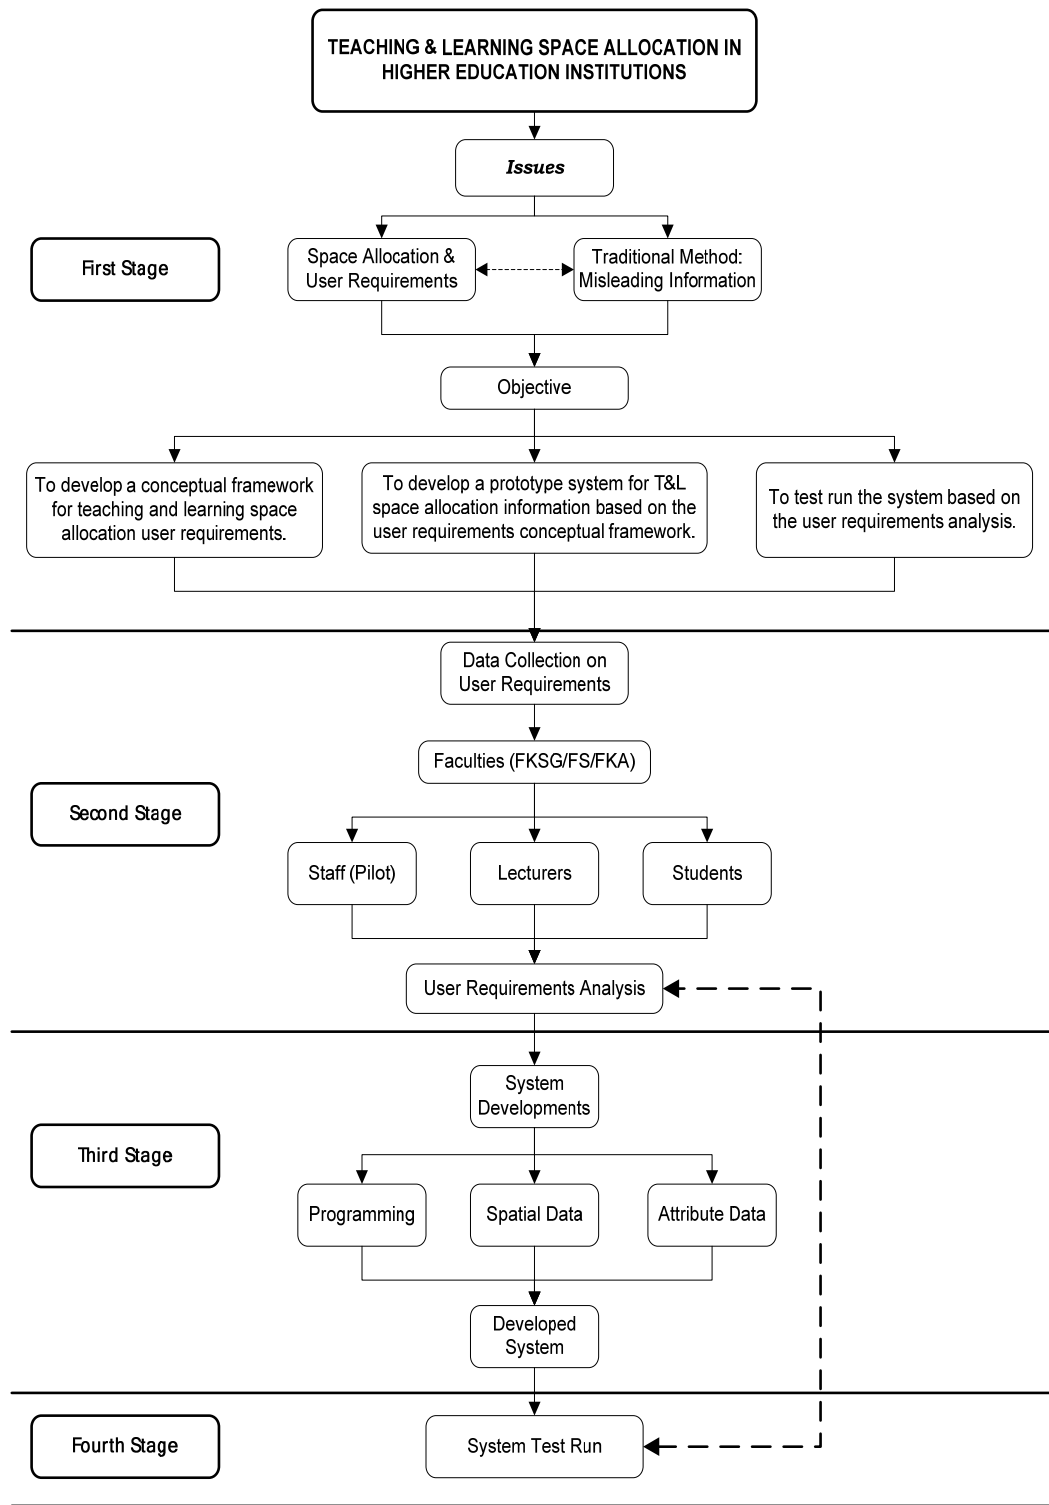 TEACHING & LEARNING SPACE ALLOCATION IN
HIGHER EDUCATION INSTITUTIONS
Issues
First Stage
Space Allocation &
User Requirements
Traditional Method:
Misleading Information
Objective
To develop a conceptual framework
for teaching and learning space
allocation user requirements.
To develop a prototype system for T&L
space allocation information based on the
user requirements conceptual framework.
To test run the system based on
the user requirements analysis.
Data Collection on
User Requirements
Faculties (FKSG/FS/FKA)
Second Stage
Staff (Pilot)
Lecturers
Students
User Requirements Analysis
System
Developments
Third Stage
Programming
Spatial Data
Attribute Data
Developed
System
Fourth Stage
System Test Run